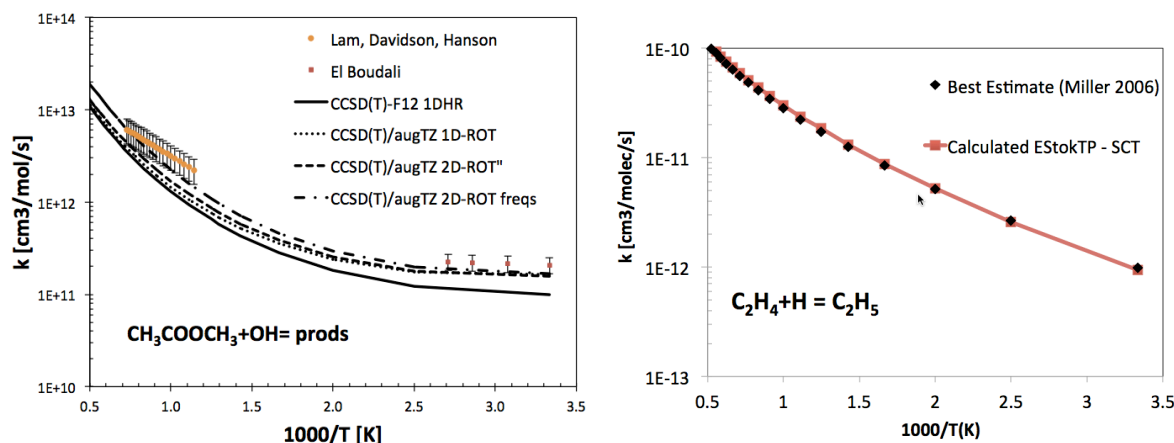 1E+14
1E+13
1E+12
1E+11
1E+10
k [cm3/mol/s]
Lam, Davidson, Hanson
El Boudali
CCSD(T)-F12 1DHR
CCSD(T)/augTZ 1D-ROT
CCSD(T)/augTZ 2D-ROT"
CCSD(T)/augTZ 2D-ROT freqs
CH₃COOCH₃+OH= prods
0.5 1.0 1.5 2.0 2.5 3.0 3.5
1000/T [K]
1E-10
1E-11
1E-12
1E-13
k [cm3/molec/s]
Best Estimate (Miller 2006)
Calculated EStokTP - SCT
C₂H₄+H = C₂H₅
0.5 1 1.5 2 2.5 3 3.5
1000/T(K)